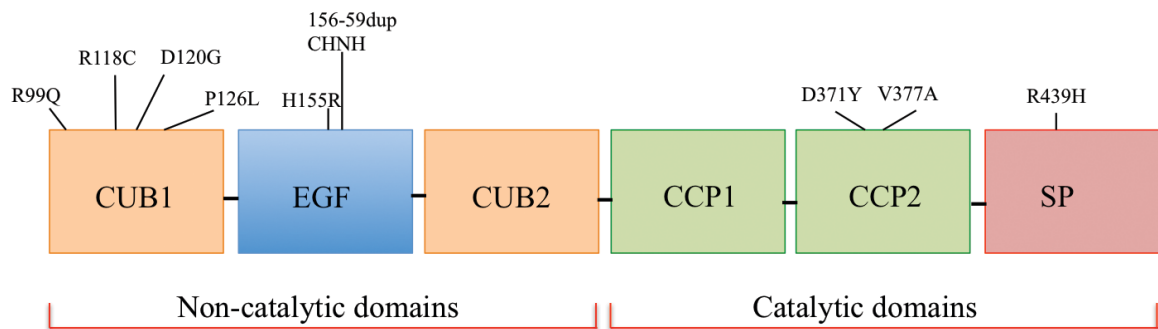 156-59dup
CHNH
R118C
D120G
R99Q
P126L
H155R
D371Y
V377A
R439H
CUB1
EGF
CUB2
CCP1
CCP2
SP
Non-catalytic domains
Catalytic domains